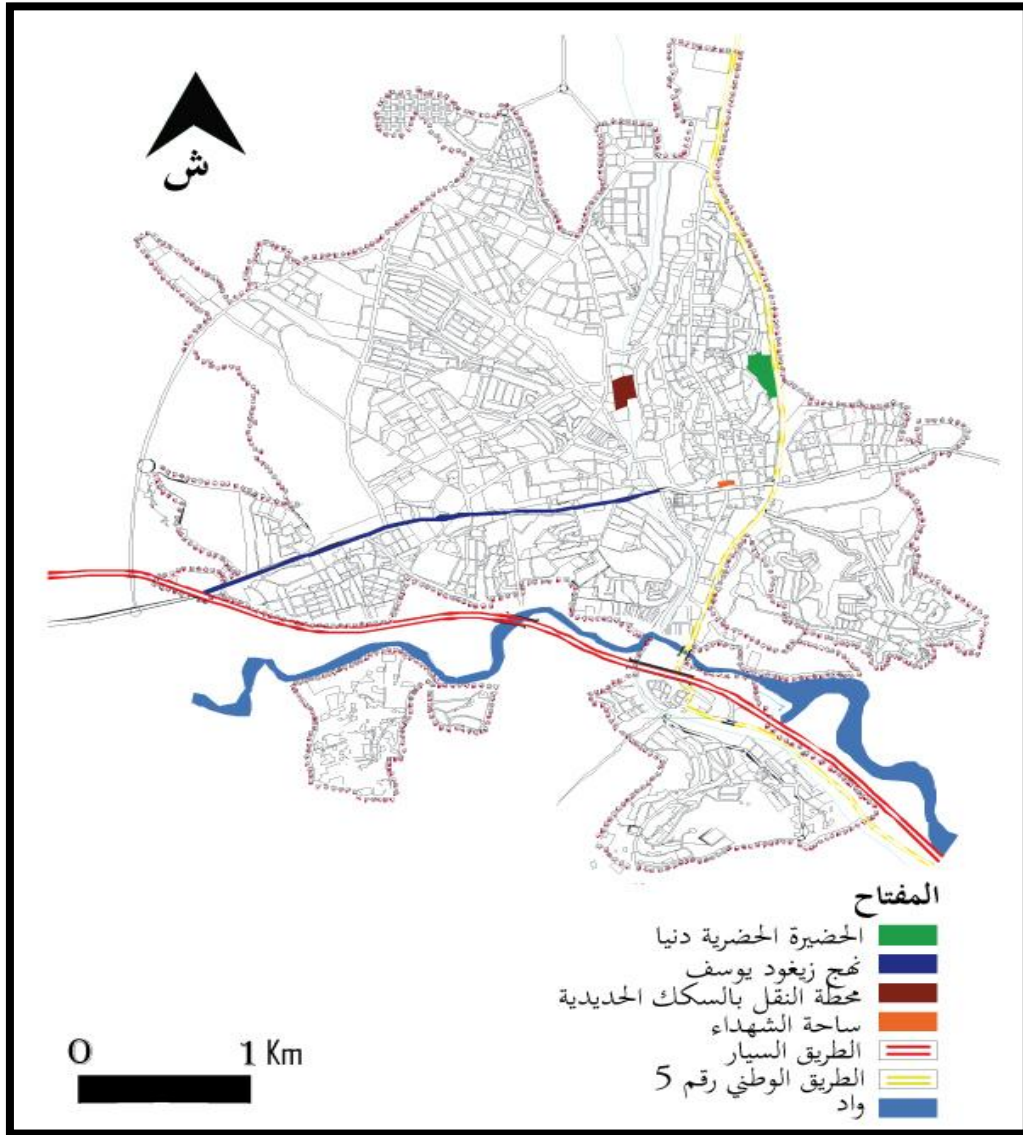 ش
المفتاح
الحضيرة الحضرية دنيا
نهج زيغود يوسف
محطة النقل بالسكك الحديدية
ساحة الشهداء
الطريق السيار
الطريق الوطني رقم 5
واد
0 1 Km